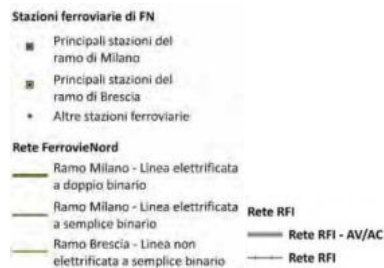 Stazioni ferroviarie di FN
Principali stazioni del
ramo di Milano
Principali stazioni del
ramo di Brescia
Altre stazioni ferroviarie
Rete FerrovieNord
Ramo Milano - Linea elettrificata
a doppio binario
Ramo Milano - Linea elettrificata
a semplice binario
Ramo Brescia - Linea non
elettrificata a semplice binario
Rete RFI
Rete RFI - AV/AC
Rete RFI